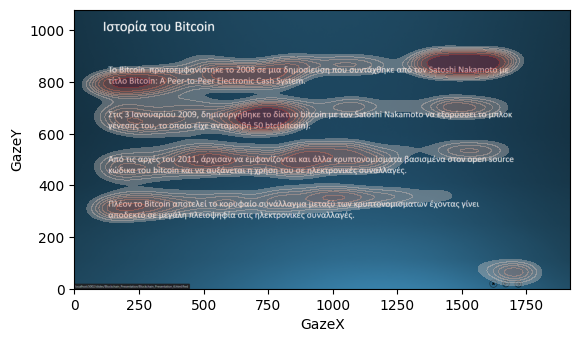 Ιστορία του Bitcoin
Το Bitcoin πρωτοεμφανίστηκε το 2008 σε μια δημοσίευση που συντάχθηκε από τον Satoshi Nakamoto με
τίτλο Bitcoin: A Peer-to-Peer Electronic Cash System.
Στις 3 Ιανουαρίου 2009, δημιουργήθηκε το δίκτυο bitcoin με τον Satoshi Nakamoto να εξορύσσει το μπλοκ
γένεσης του, το οποίο είχε ανταμοιβή 50 btc(bitcoin).
Από τις αρχές του 2011, άρχισαν να εμφανίζονται και άλλα κρυπτονομίσματα βασισμένα στον open source
κώδικα του bitcoin και να αυξάνεται η χρήση του σε ηλεκτρονικές συναλλαγές.
Πλέον το Bitcoin αποτελεί το κορυφαίο συνάλλαγμα μεταξύ των κρυπτονομισμάτων έχοντας γίνει
αποδεκτό σε μεγάλη πλειοψηφία στις ηλεκτρονικές συναλλαγές.
GazeY
1000
800
600
400
200
0
0 250 500 750 1000 1250 1500 1750
GazeX